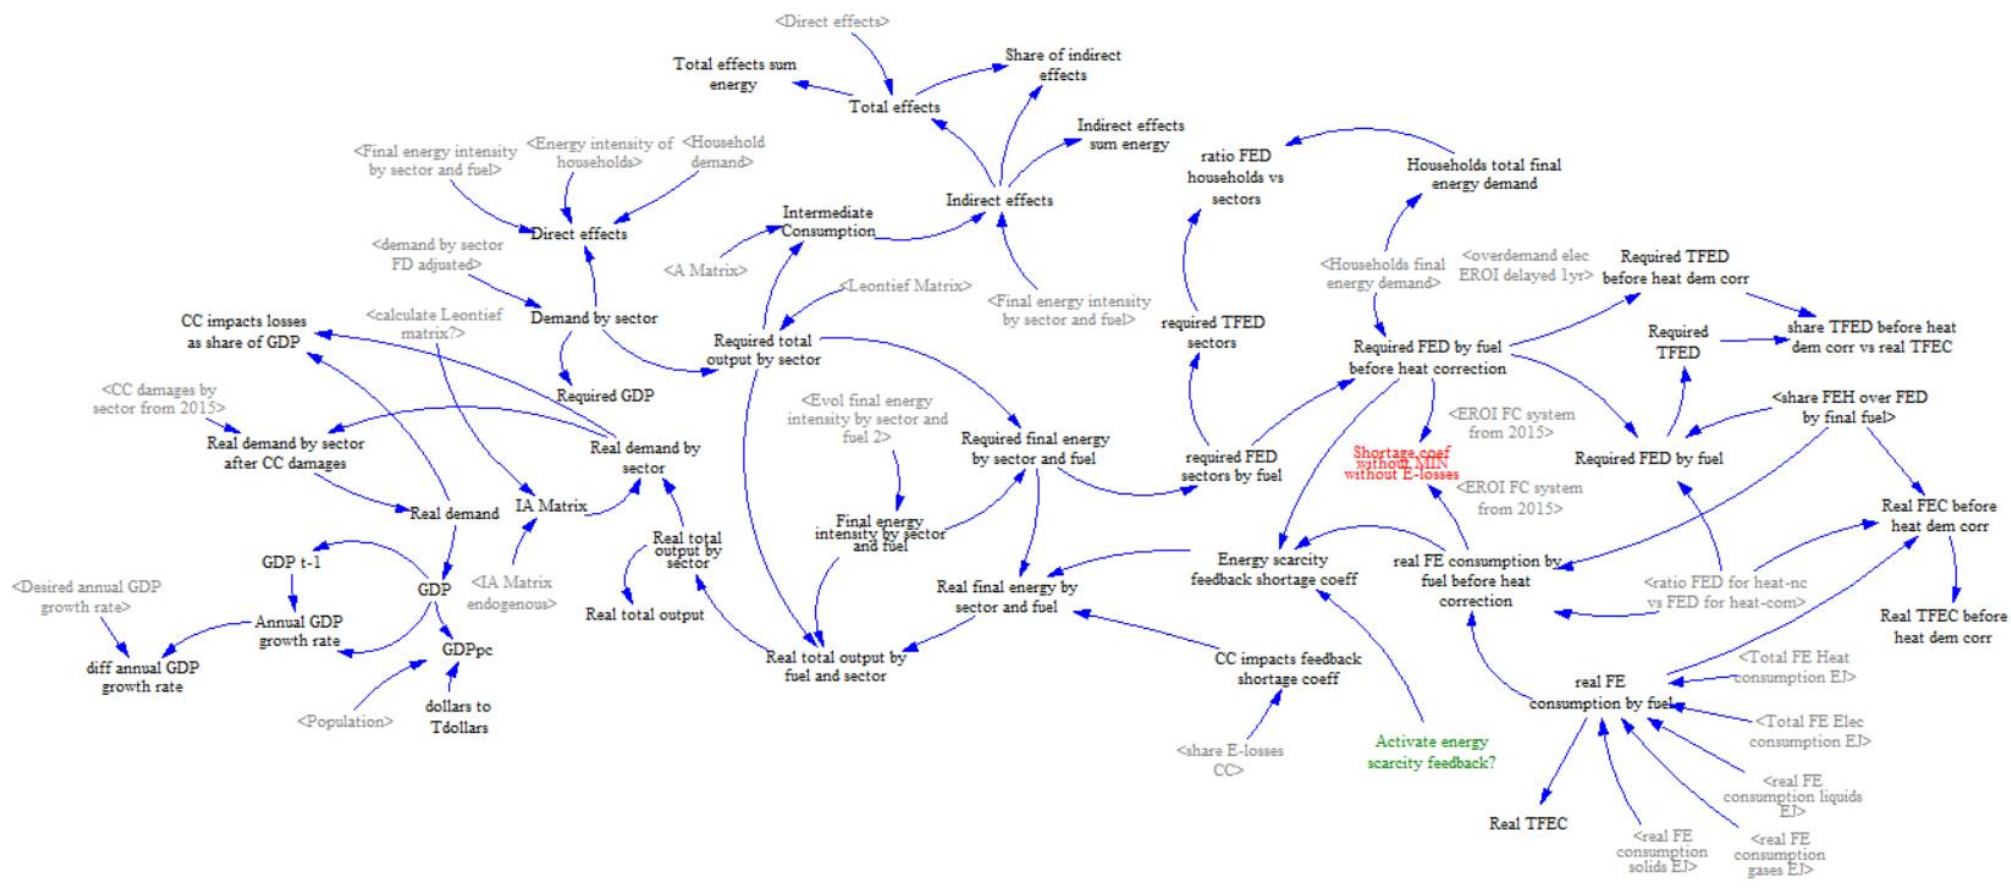 <Direct effects>
Total effects sum
energy
Share of indirect
effects
Total effects
Indirect effects
sum energy
<Final energy intensity
by sector and fuel>
<Energy intensity of
households>
<Household
demand>
ratio FED
households vs
sectors
Households total final
energy demand
Indirect effects
Intermediate
Consumption
Direct effects
<demand by sector
FD adjusted>
<A Matrix>
<Leontief Matrix>
<Final energy intensity
by sector and fuel>
<Households final
energy demand>
<overdemand elec
EROI delayed 1yr>
Required TFED
before heat dem corr
CC impacts losses
as share of GDP
<calculate Leontief
matrix?>
Demand by sector
Required total
output by sector
required TFED
sectors
Required FED by fuel
before heat correction
Required
TFED
share TFED before heat
dem corr vs real TFEC
<CC damages by
sector from 2015>
Required GDP
<Evol final energy
intensity by sector and
fuel 2>
<EROI FC system
from 2015>
<share FEH over FED
by final fuel>
Real demand by sector
after CC damages
Real demand by
sector
Required final energy
by sector and fuel
required FED
sectors by fuel
Shortage coef
without MIN
without E-losses
Required FED by fuel
<EROI FC system
from 2015>
Real demand
IA Matrix
Final energy
intensity by sector
and fuel
Real FEC before
heat dem corr
GDP t-1
Real total
output by
sector
Energy scarcity
feedback shortage coeff
real FE consumption by
fuel before heat
correction
<Desired annual GDP
growth rate>
GDP
<IA Matrix
endogenous>
Real total output
Real final energy by
sector and fuel
<ratio FED for heat-nc
vs FED for heat-com>
Real TFEC before
heat dem corr
Annual GDP
growth rate
GDPpc
diff annual GDP
growth rate
Real total output by
fuel and sector
CC impacts feedback
shortage coeff
real FE
consumption by fuel
<Total FE Heat
consumption EJ>
<Population>
dollars to
Tdollars
<Total FE Elec
consumption EJ>
<share E-losses
CC>
Activate energy
scarcity feedback?
<real FE
consumption liquids
EJ>
Real TFEC
<real FE
consumption
solids EJ>
<real FE
consumption
gases EJ>